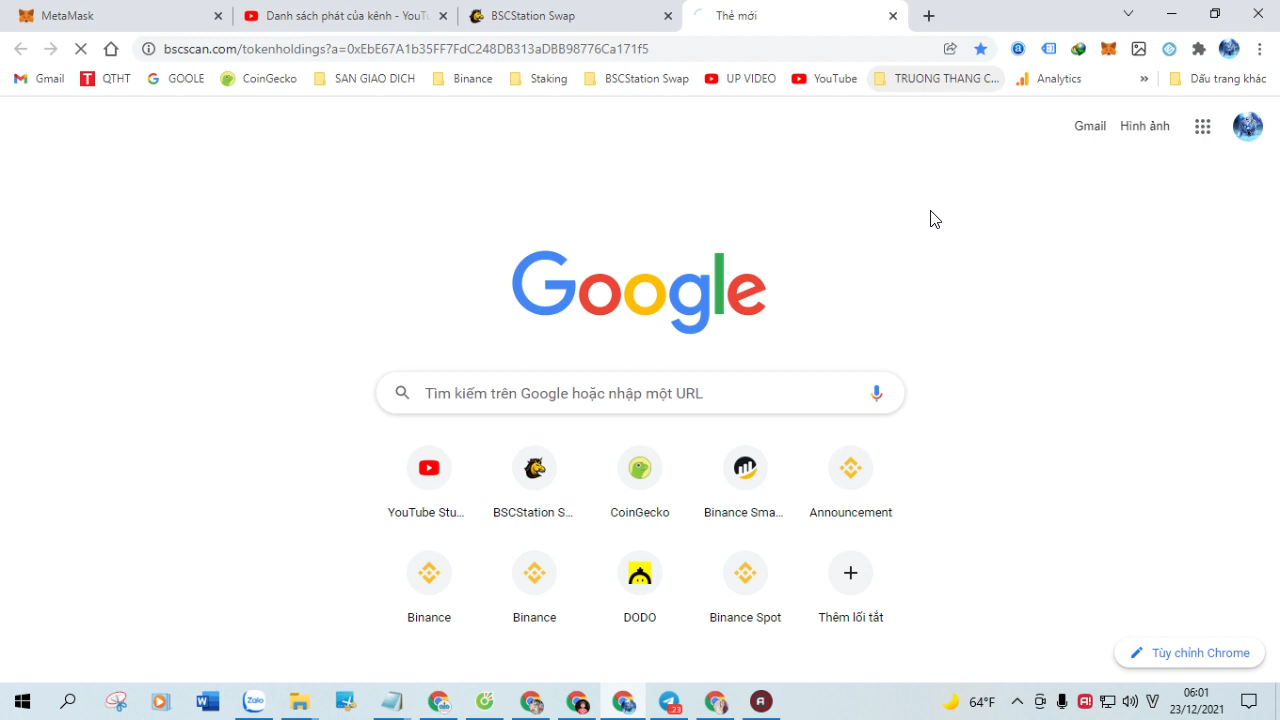 MetaMask
Danh sách phát của kênh - YouT
BSCStation Swap
Thẻ mới
bscscan.com/tokenholdings?a=0xEbE67A1b35FF7FdC248DB313aDBB98776Ca171f5
Gmail
QTHT
GOOLE
CoinGecko
SAN GIAO DICH
Binance
Staking
BSCStation Swap
UP VIDEO
YouTube
TRUONG THANG C...
Analytics
»
Dấu trang khác
Gmail
Hình ảnh
Google
Tìm kiếm trên Google hoặc nhập một URL
YouTube Stu...
BSCStation S...
CoinGecko
Binance Sma...
Announcement
Binance
Binance
DODO
Binance Spot
Thêm lối tắt
Tùy chỉnh Chrome
Zalo
23
64°F
06:01
23/12/2021